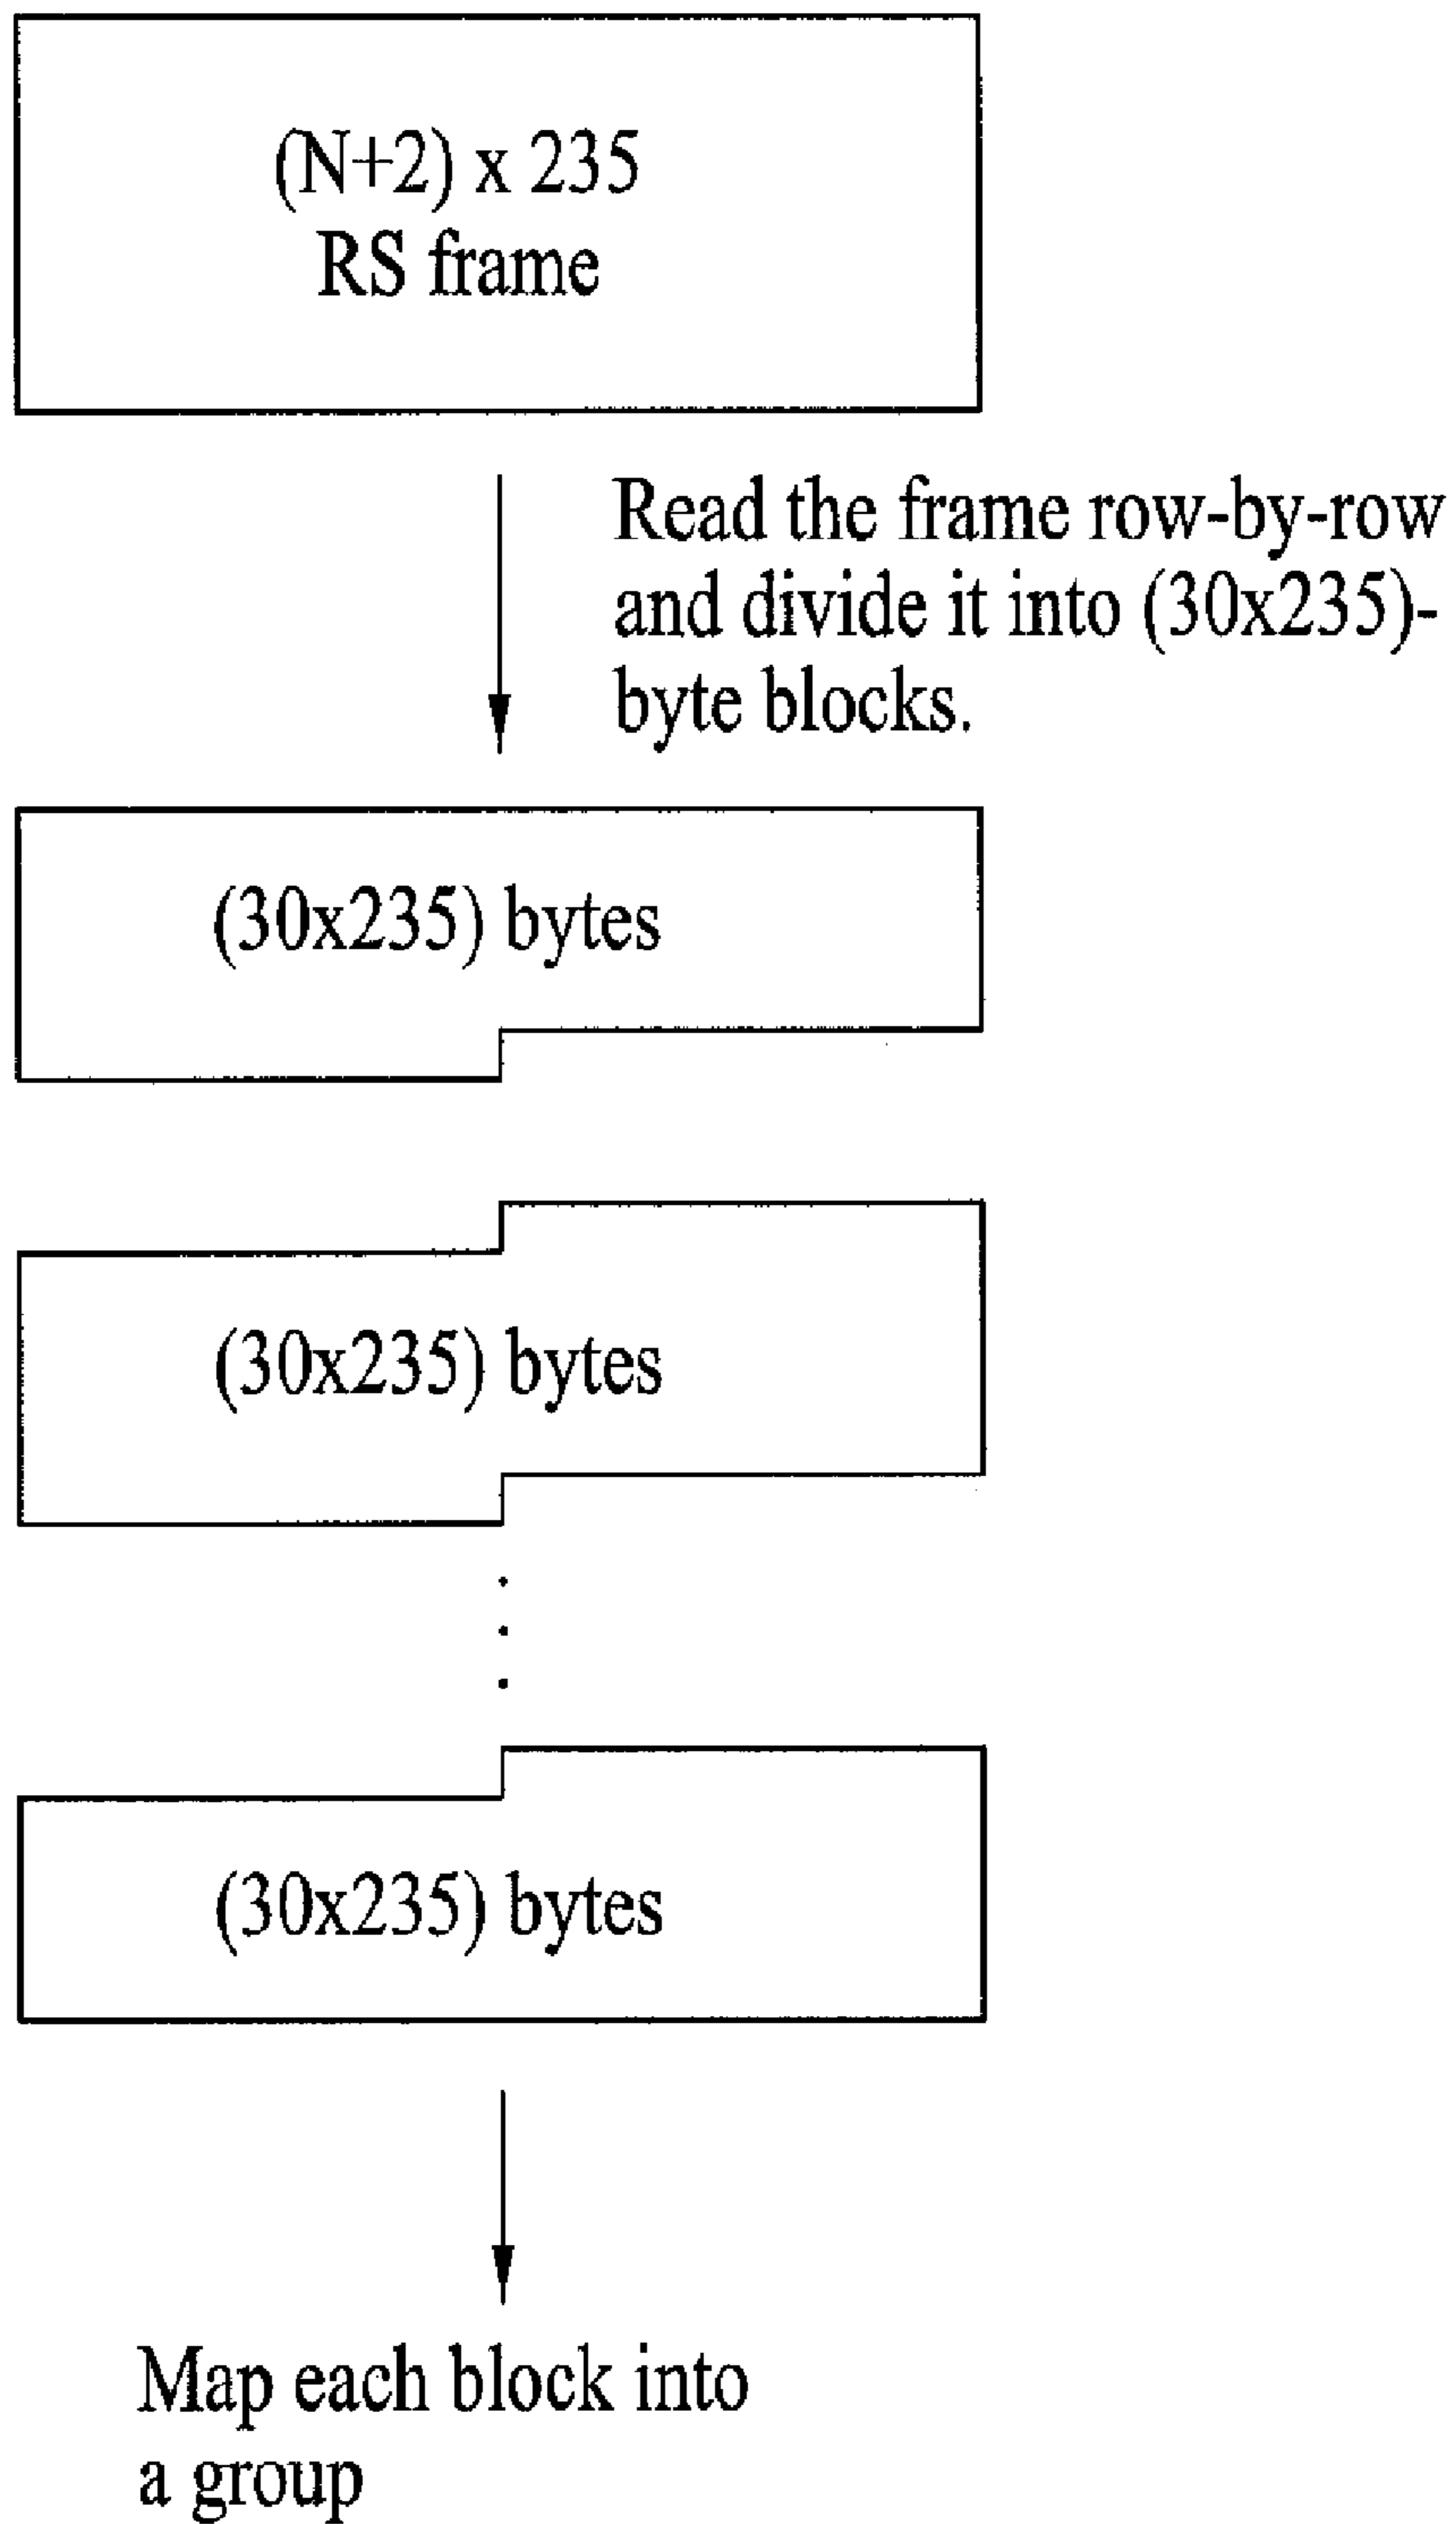 (N+2) x 235
RS frame
Read the frame row-by-row
and divide it into (30x235)-
byte blocks.
(30x235) bytes
(30x235) bytes
(30x235) bytes
Map each block into
a group